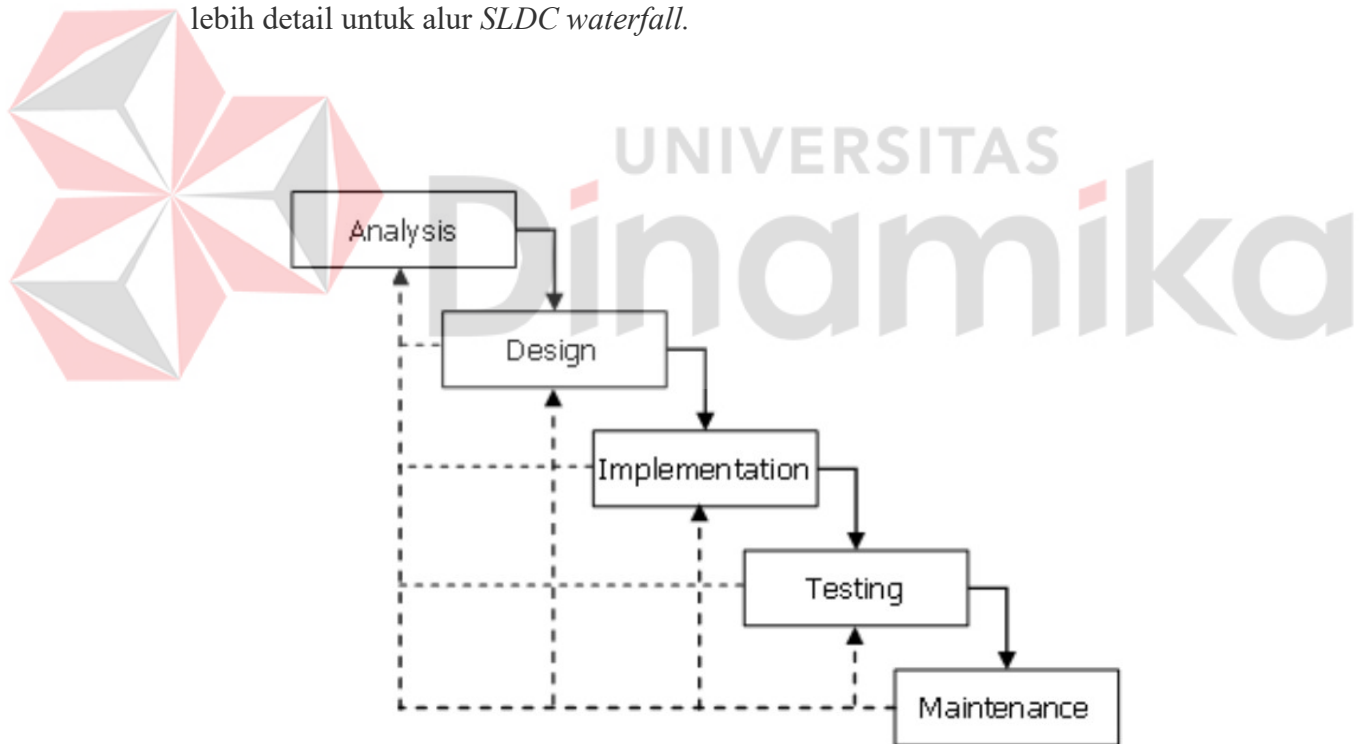 lebih detail untuk alur SLDC waterfall.
UNIVERSITAS
Dinamika
Analysis
Design
Implementation
Testing
Maintenance